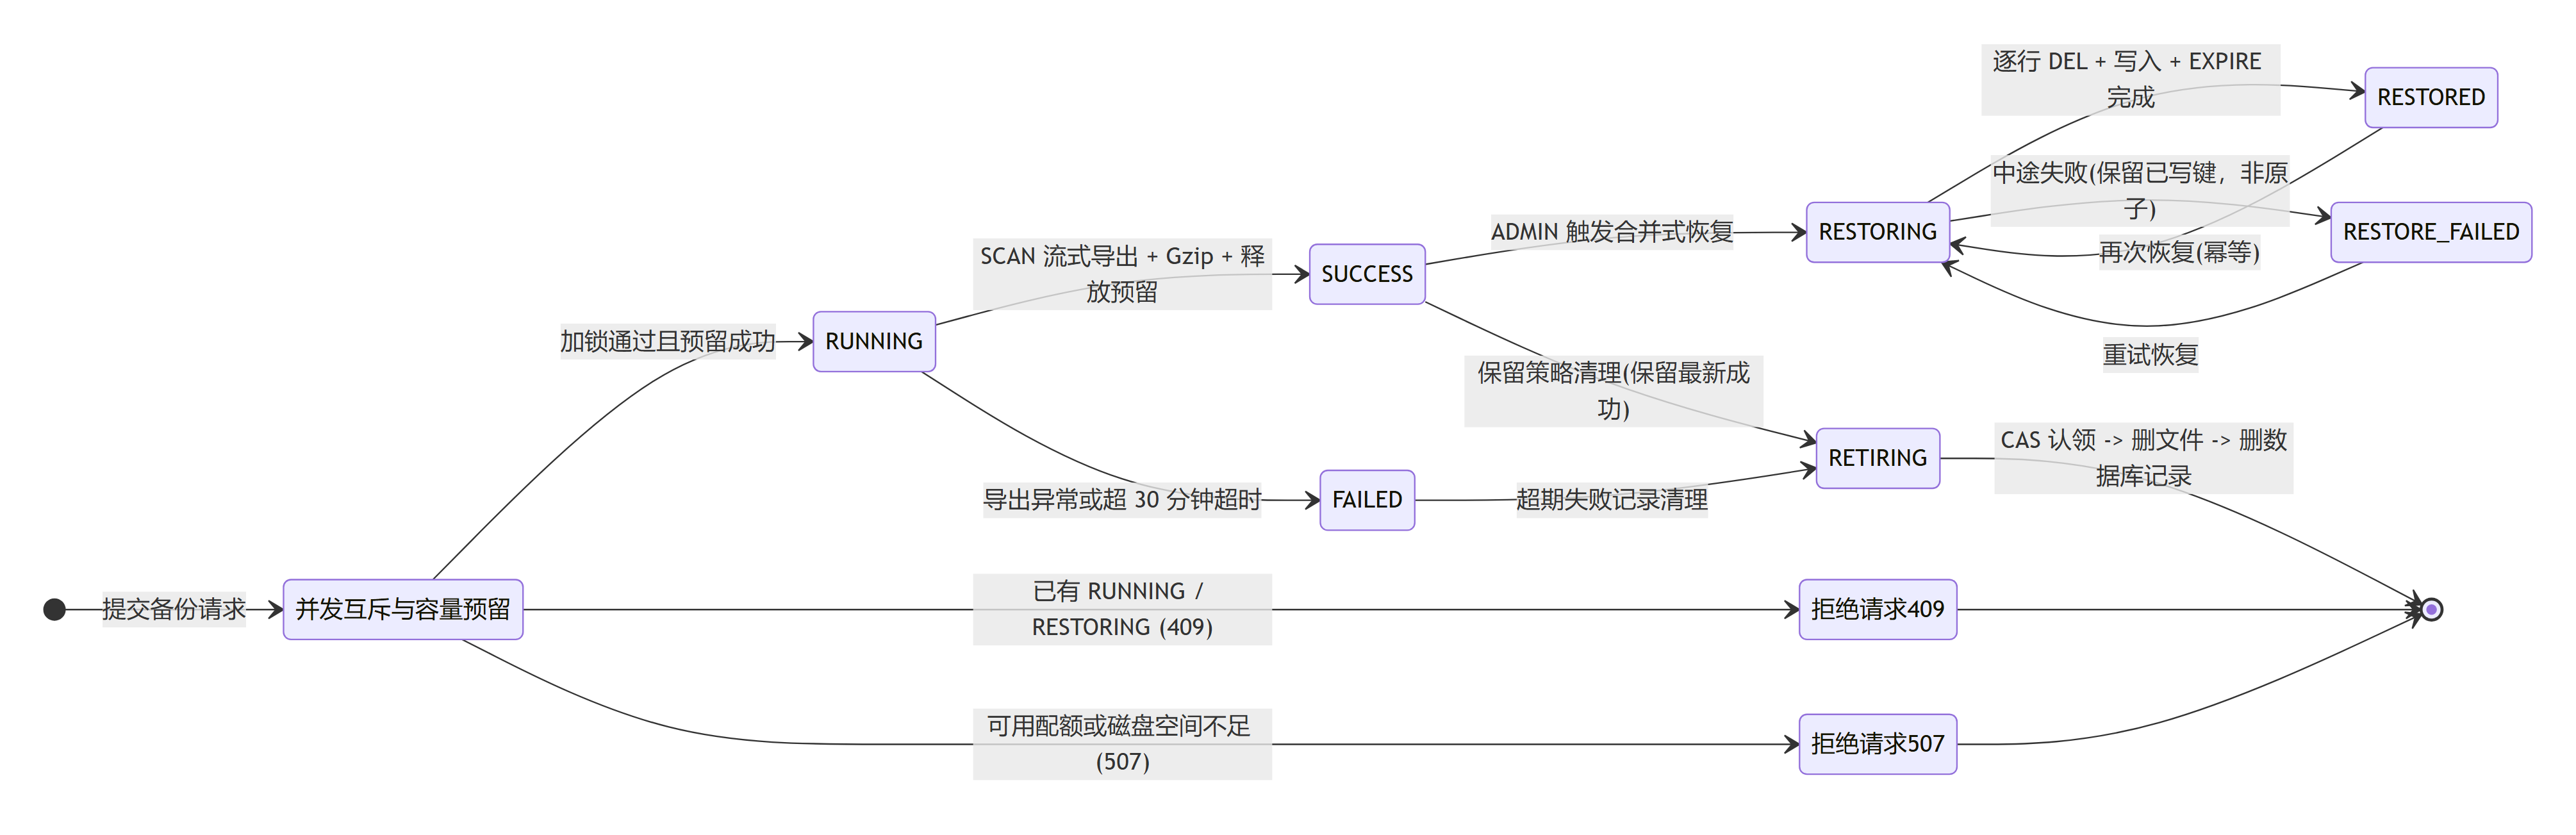 提交备份请求
并发互斥与容量预留
加锁通过且预留成功
RUNNING
SCAN 流式导出 + Gzip + 释
放预留
SUCCESS
导出异常或超 30 分钟超时
FAILED
ADMIN 触发合并式恢复
RESTORING
逐行 DEL + 写入 + EXPIRE
完成
RESTORED
中途失败(保留已写键，非原
子)
RESTORE_FAILED
再次恢复(幂等)
重试恢复
保留策略清理(保留最新成
功)
超期失败记录清理
RETIRING
CAS 认领 -> 删文件 -> 删数
据库记录
已有 RUNNING /
RESTORING (409)
拒绝请求409
可用配额或磁盘空间不足
(507)
拒绝请求507